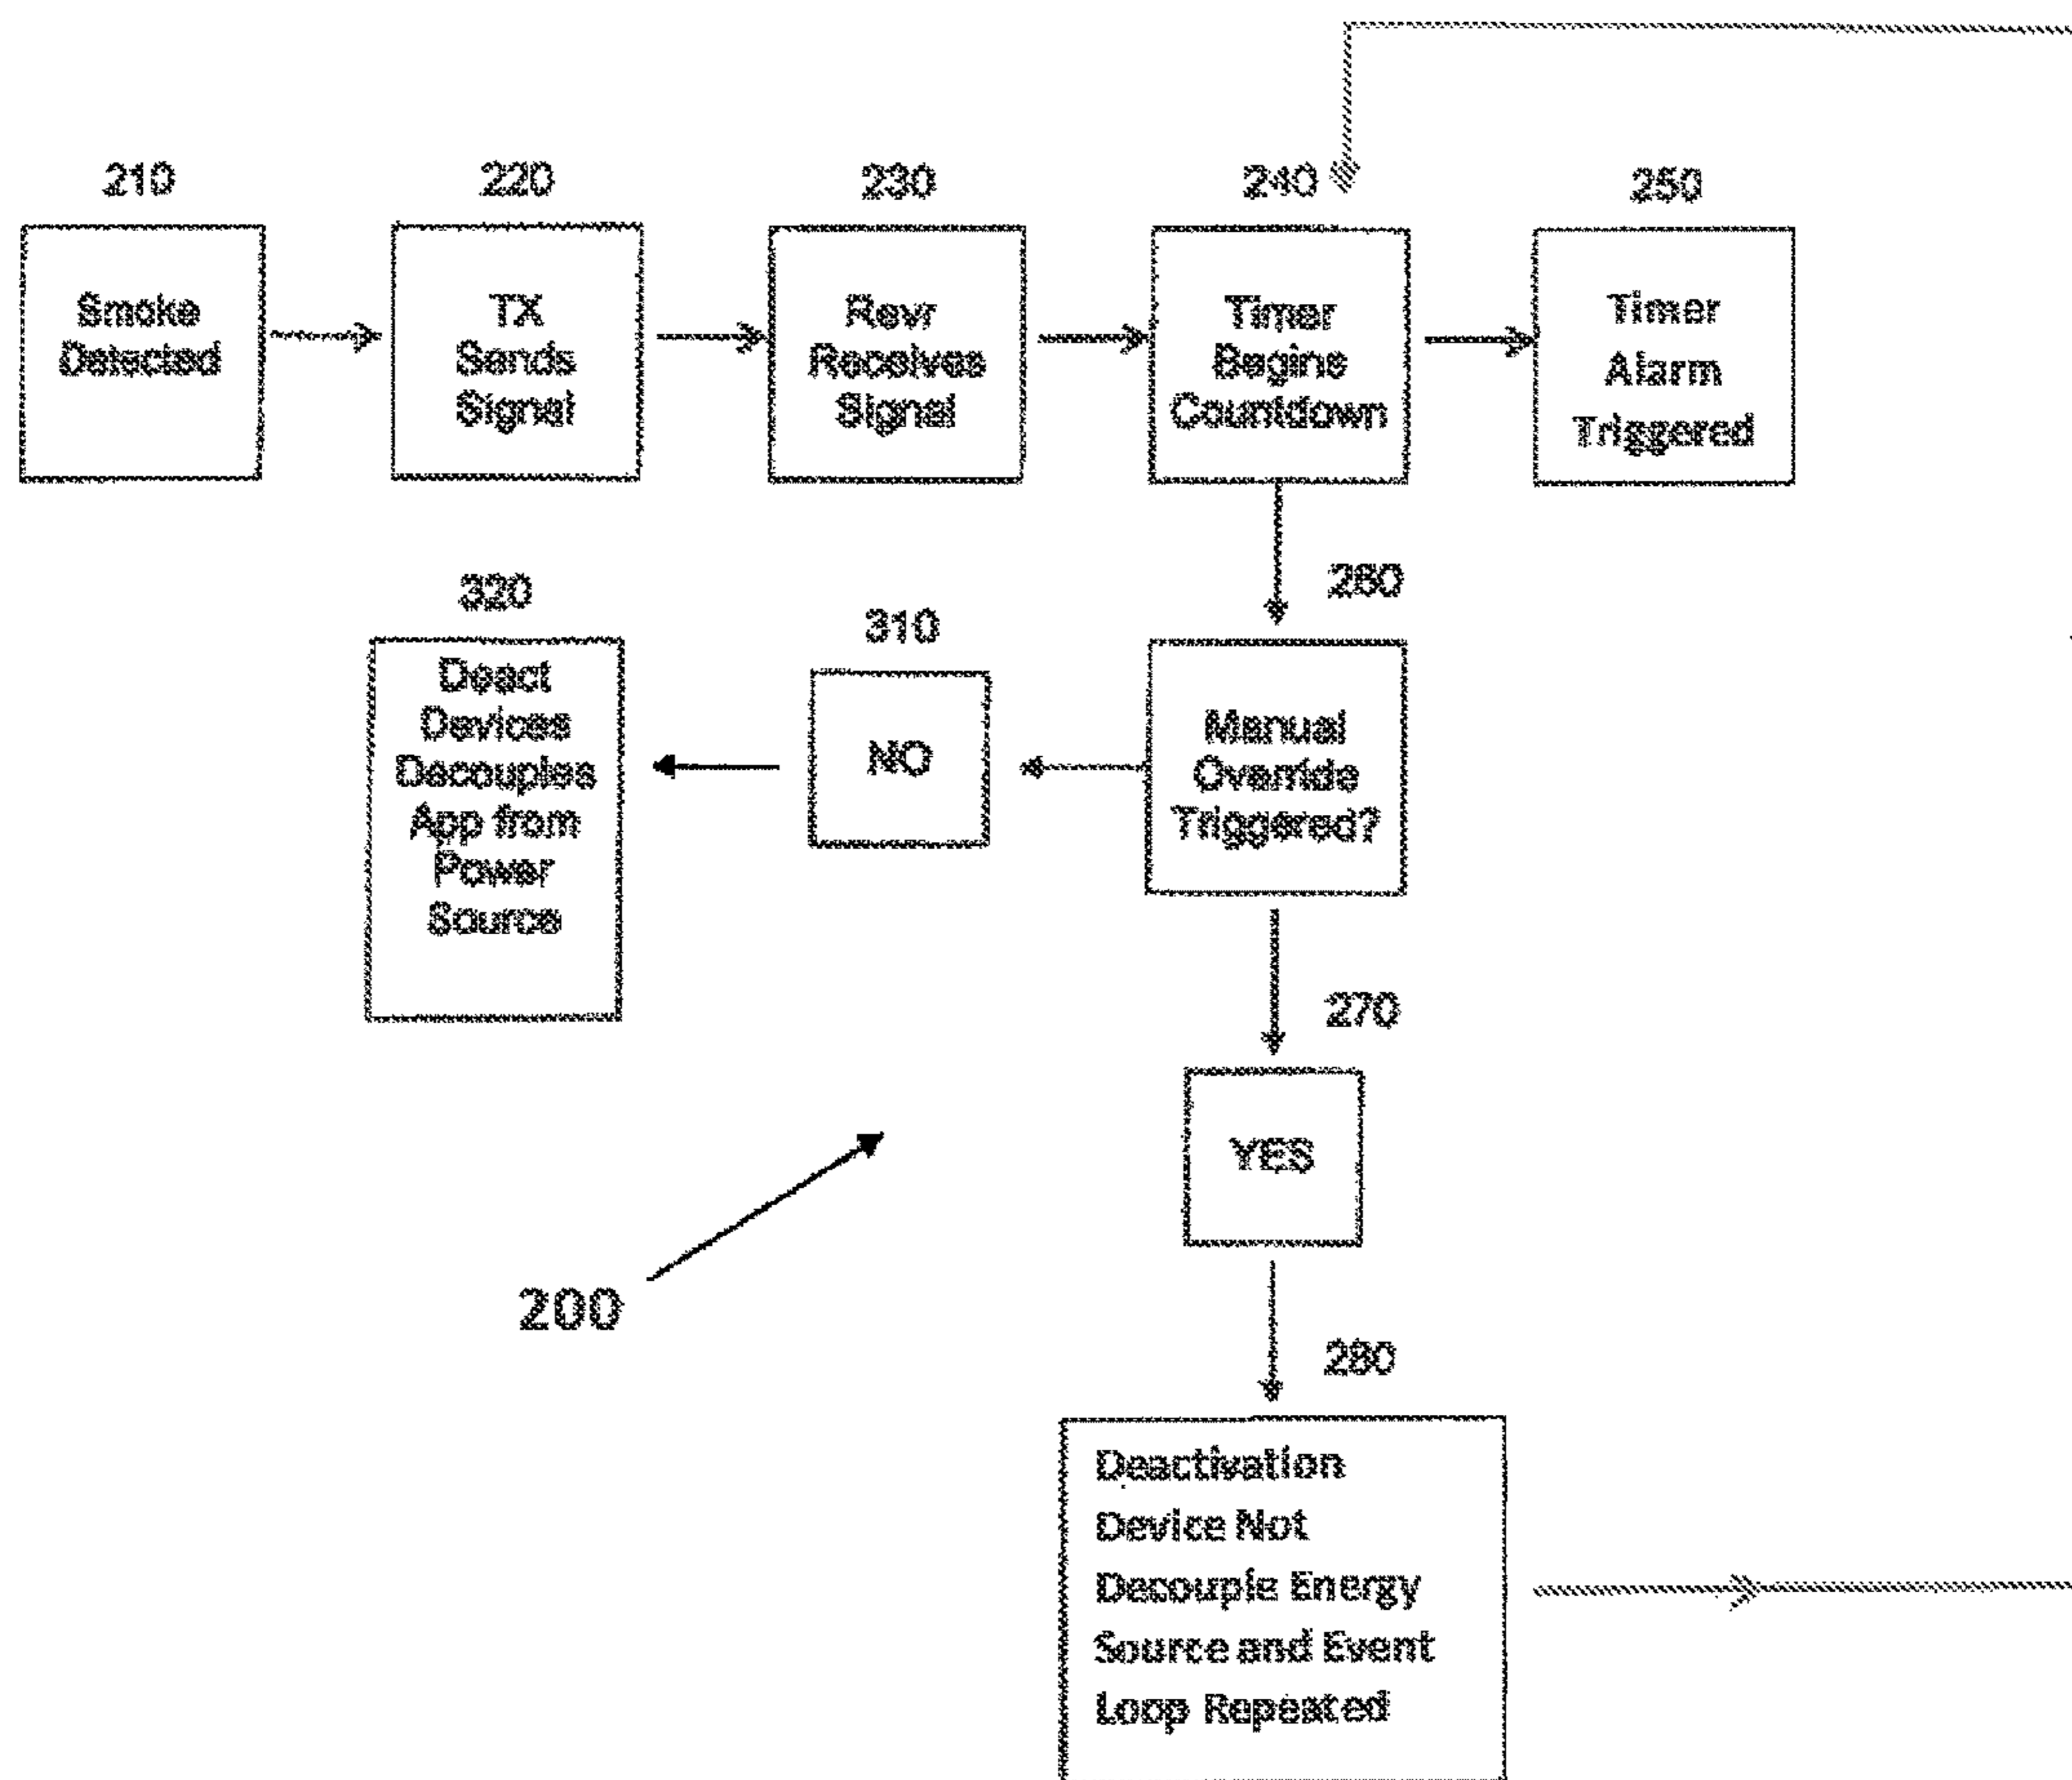 210
Smoke
Detected
220
TX
Sends
Signal
230
Rcvr
Receives
Signal
240
Timer
Begins
Countdown
250
Timer
Alarm
Triggered
260
Manual
Override
Triggered?
310
NO
320
Deact
Devices
Decouples
App from
Power
Source
270
YES
280
Deactivation
Device Not
Decouple Energy
Source and Event
Loop Repeated
200